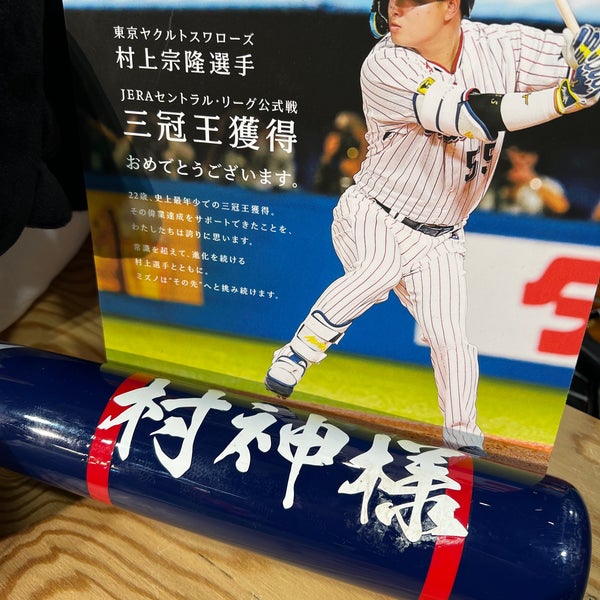 東京ヤクルトスワローズ
村上宗隆選手
JERAセントラル・リーグ公式戦
三冠王獲得
おめでとうございます。
22歳、史上最年少での三冠王獲得。
その偉業達成をサポートできたことを、
わたしたちは誇りに思います。
常識を超えて、進化を続ける
村上選手とともに。
ミズノは“その先”へと挑み続けます。
55
村神様